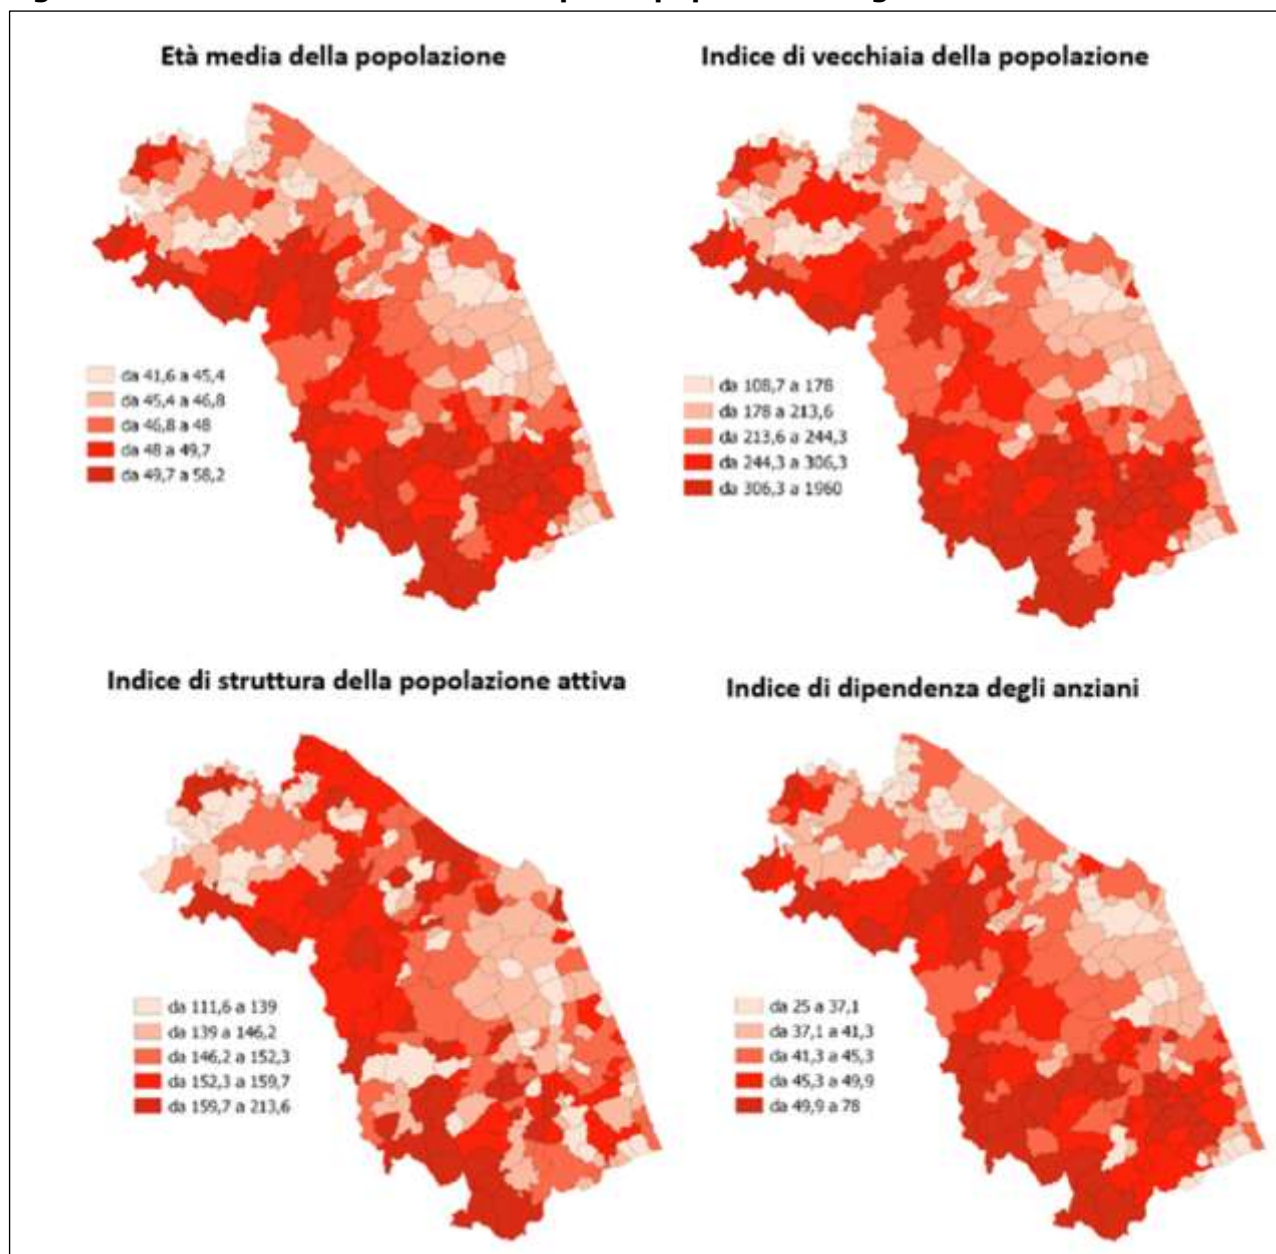 Età media della popolazione
Indice di vecchiaia della popolazione
da 41,6 a 45,4
da 45,4 a 46,8
da 46,8 a 48
da 48 a 49,7
da 49,7 a 58,2
da 108,7 a 178
da 178 a 213,6
da 213,6 a 244,3
da 244,3 a 306,3
da 306,3 a 1960
Indice di struttura della popolazione attiva
Indice di dipendenza degli anziani
da 111,6 a 139
da 139 a 146,2
da 146,2 a 152,3
da 152,3 a 159,7
da 159,7 a 213,6
da 25 a 37,1
da 37,1 a 41,3
da 41,3 a 45,3
da 45,3 a 49,9
da 49,9 a 78